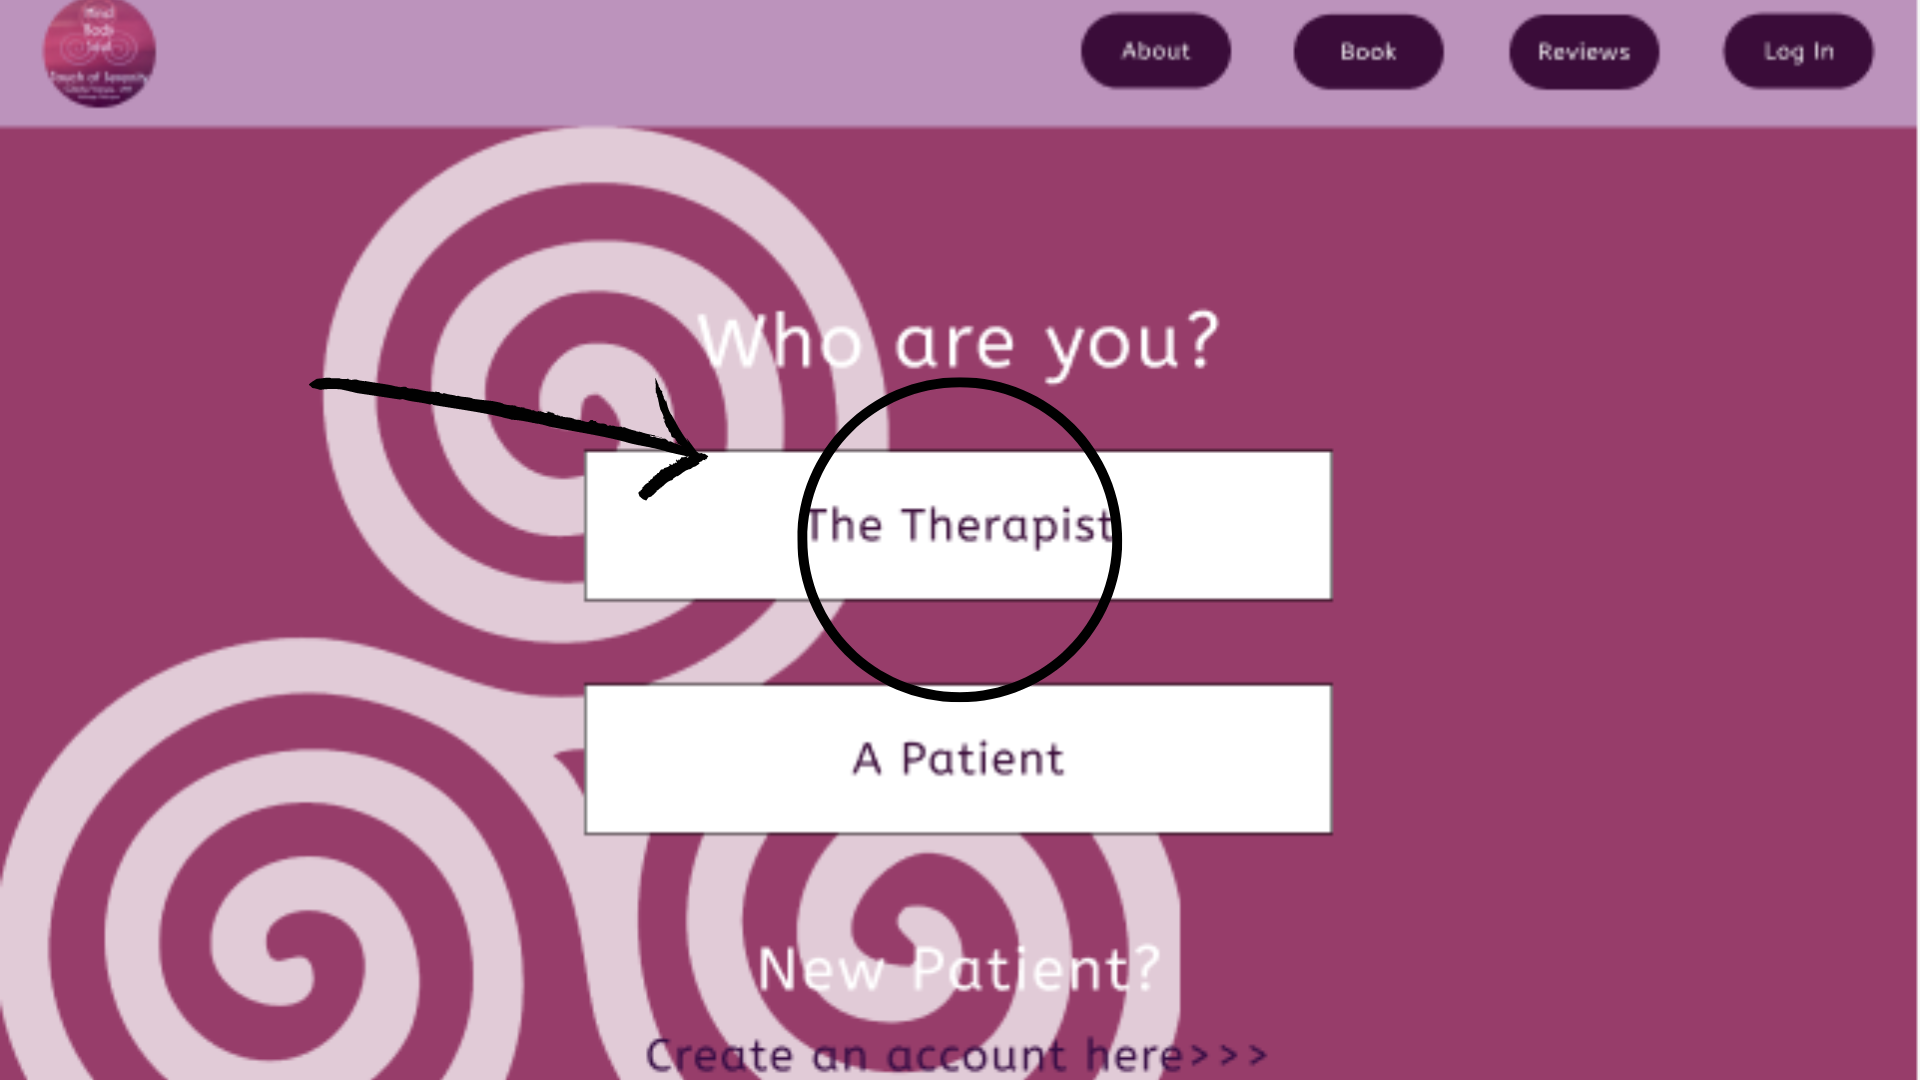 Mind
Body
Soul
Touch of Serenity
About
Book
Reviews
Log In
Who are you?
The Therapist
A Patient
New Patient?
Create an account here>>>